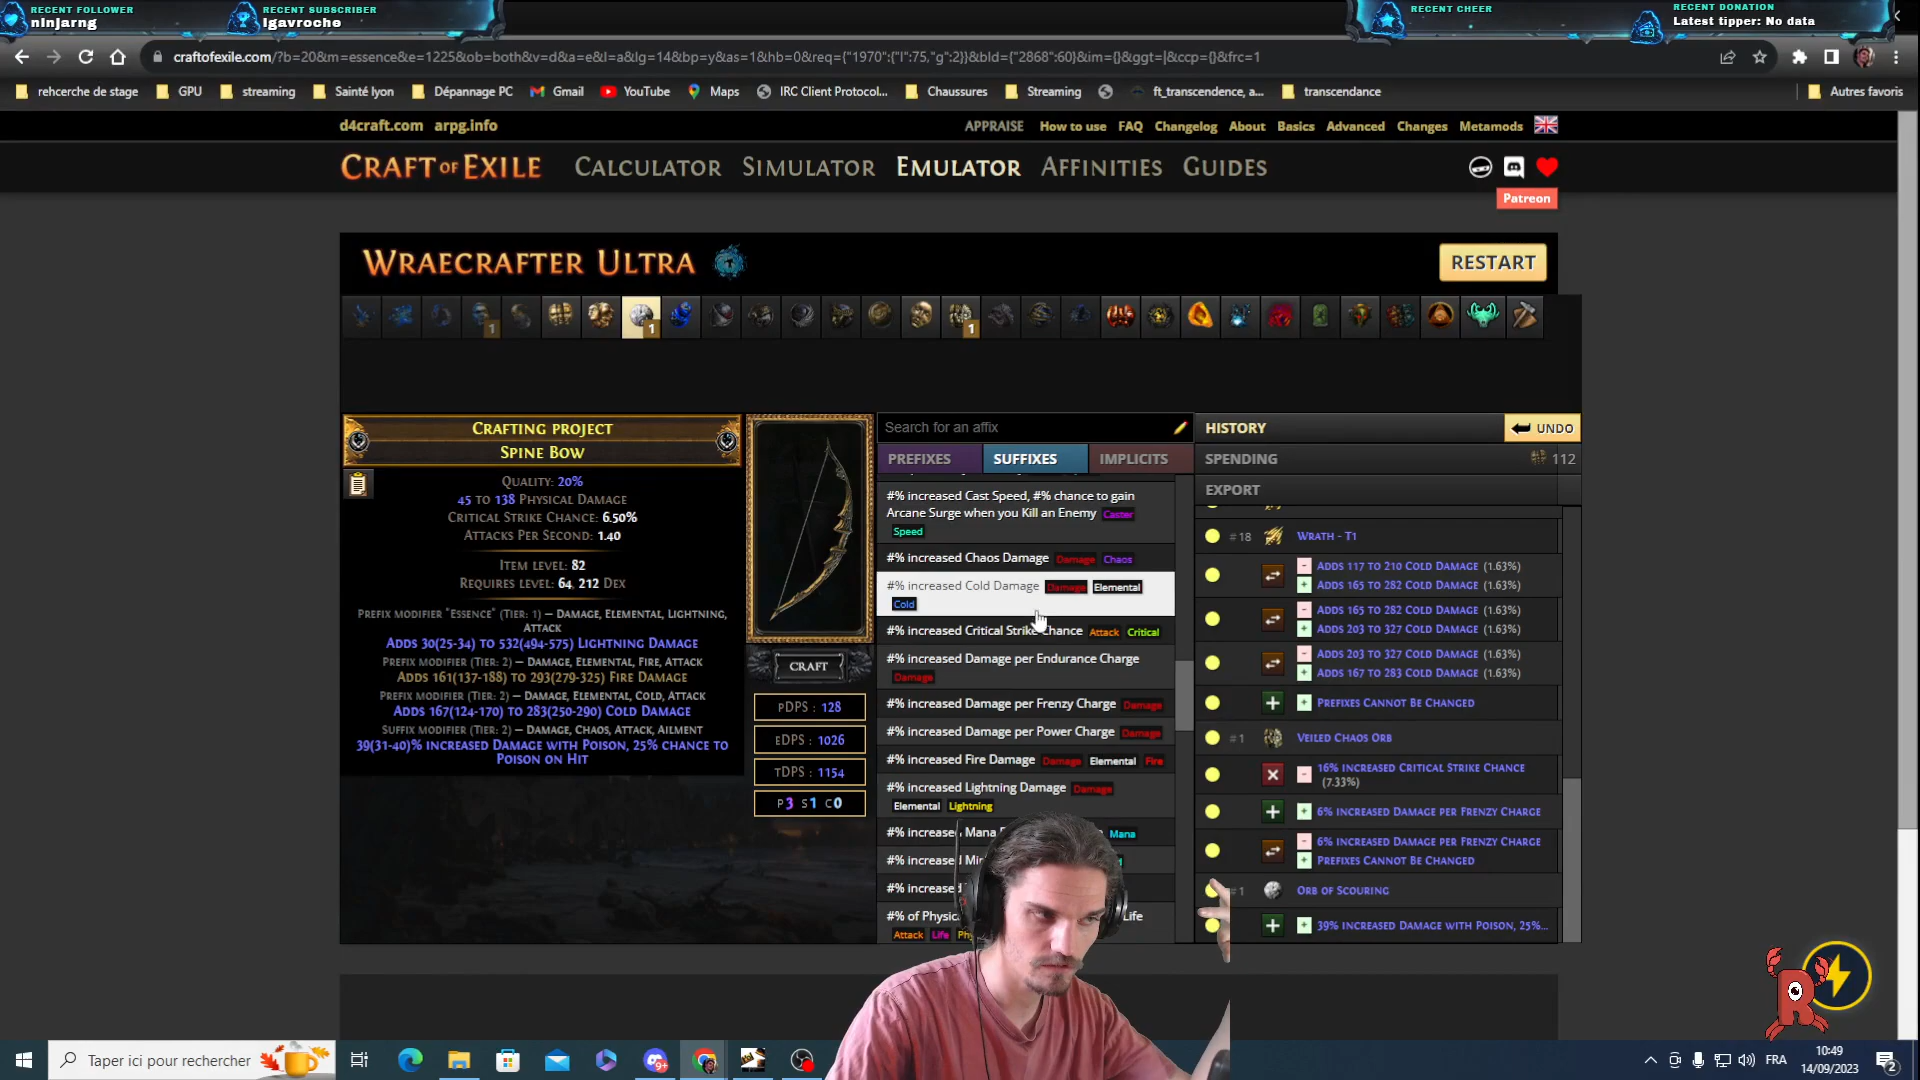 RECENT FOLLOWER
ninjarng
RECENT SUBSCRIBER
lgavroche
RECENT CHEER
RECENT DONATION
Latest tipper: No data
craftofexile.com/?b=20&m=essence&e=1225&ob=both&v=d&a=e&l=a&lg=14&bp=y&as=1&hb=0&req={"1970":{"l":75,"g":2}}&bld={"2868":60}&im={}&ggt=|&ccp={}&frc=1
rehcerche de stage
GPU
streaming
Sainté lyon
Dépannage PC
Gmail
YouTube
Maps
IRC Client Protocol...
Chaussures
Streaming
ft_transcendence, a...
transcendance
Autres favoris
d4craft.com arpg.info
APPRAISE How to use FAQ Changelog About Basics Advanced Changes Metamods
CRAFT OF EXILE CALCULATOR SIMULATOR EMULATOR AFFINITIES GUIDES
Patreon
WRAECRAFTER ULTRA
RESTART
1
1
1
CRAFTING PROJECT
SPINE BOW
QUALITY: 20%
45 TO 138 PHYSICAL DAMAGE
CRITICAL STRIKE CHANCE: 6.50%
ATTACKS PER SECOND: 1.40
ITEM LEVEL: 82
REQUIRES LEVEL: 64, 212 DEX
PREFIX MODIFIER "ESSENCE" (TIER: 1) — DAMAGE, ELEMENTAL, LIGHTNING,
ATTACK
ADDS 30(25-34) TO 532(494-575) LIGHTNING DAMAGE
PREFIX MODIFIER (TIER: 2) — DAMAGE, ELEMENTAL, FIRE, ATTACK
ADDS 161(137-188) TO 293(279-325) FIRE DAMAGE
PREFIX MODIFIER (TIER: 2) — DAMAGE, ELEMENTAL, COLD, ATTACK
ADDS 167(124-170) TO 283(250-290) COLD DAMAGE
SUFFIX MODIFIER (TIER: 2) — DAMAGE, CHAOS, ATTACK, AILMENT
39(31-40)% INCREASED DAMAGE WITH POISON, 25% CHANCE TO
POISON ON HIT
CRAFT
PDPS : 128
EDPS : 1026
TDPS : 1154
P3 S1 C0
Search for an affix
PREFIXES SUFFIXES IMPLICITS
#% increased Cast Speed, #% chance to gain
Arcane Surge when you Kill an Enemy Caster
Speed
#% increased Chaos Damage Damage Chaos
#% increased Cold Damage Damage Elemental
Cold
#% increased Critical Strike Chance Attack Critical
#% increased Damage per Endurance Charge
Damage
#% increased Damage per Frenzy Charge Damage
#% increased Damage per Power Charge Damage
#% increased Fire Damage Damage Elemental Fire
#% increased Lightning Damage Damage
Elemental Lightning
#% increased Mana Mana
#% increased
#% increased
#% of Life
Attack Life
HISTORY UNDO
SPENDING 112
EXPORT
#18 WRATH - T1
- ADDS 117 TO 210 COLD DAMAGE (1.63%)
+ ADDS 165 TO 282 COLD DAMAGE (1.63%)
- ADDS 165 TO 282 COLD DAMAGE (1.63%)
+ ADDS 203 TO 327 COLD DAMAGE (1.63%)
- ADDS 203 TO 327 COLD DAMAGE (1.63%)
+ ADDS 167 TO 283 COLD DAMAGE (1.63%)
+ PREFIXES CANNOT BE CHANGED
#1 VEILED CHAOS ORB
- 16% INCREASED CRITICAL STRIKE CHANCE
(7.33%)
+ 6% INCREASED DAMAGE PER FRENZY CHARGE
- 6% INCREASED DAMAGE PER FRENZY CHARGE
+ PREFIXES CANNOT BE CHANGED
#1 ORB OF SCOURING
+ 39% INCREASED DAMAGE WITH POISON, 25%...
Taper ici pour rechercher
9+
FRA
10:49
14/09/2023
2